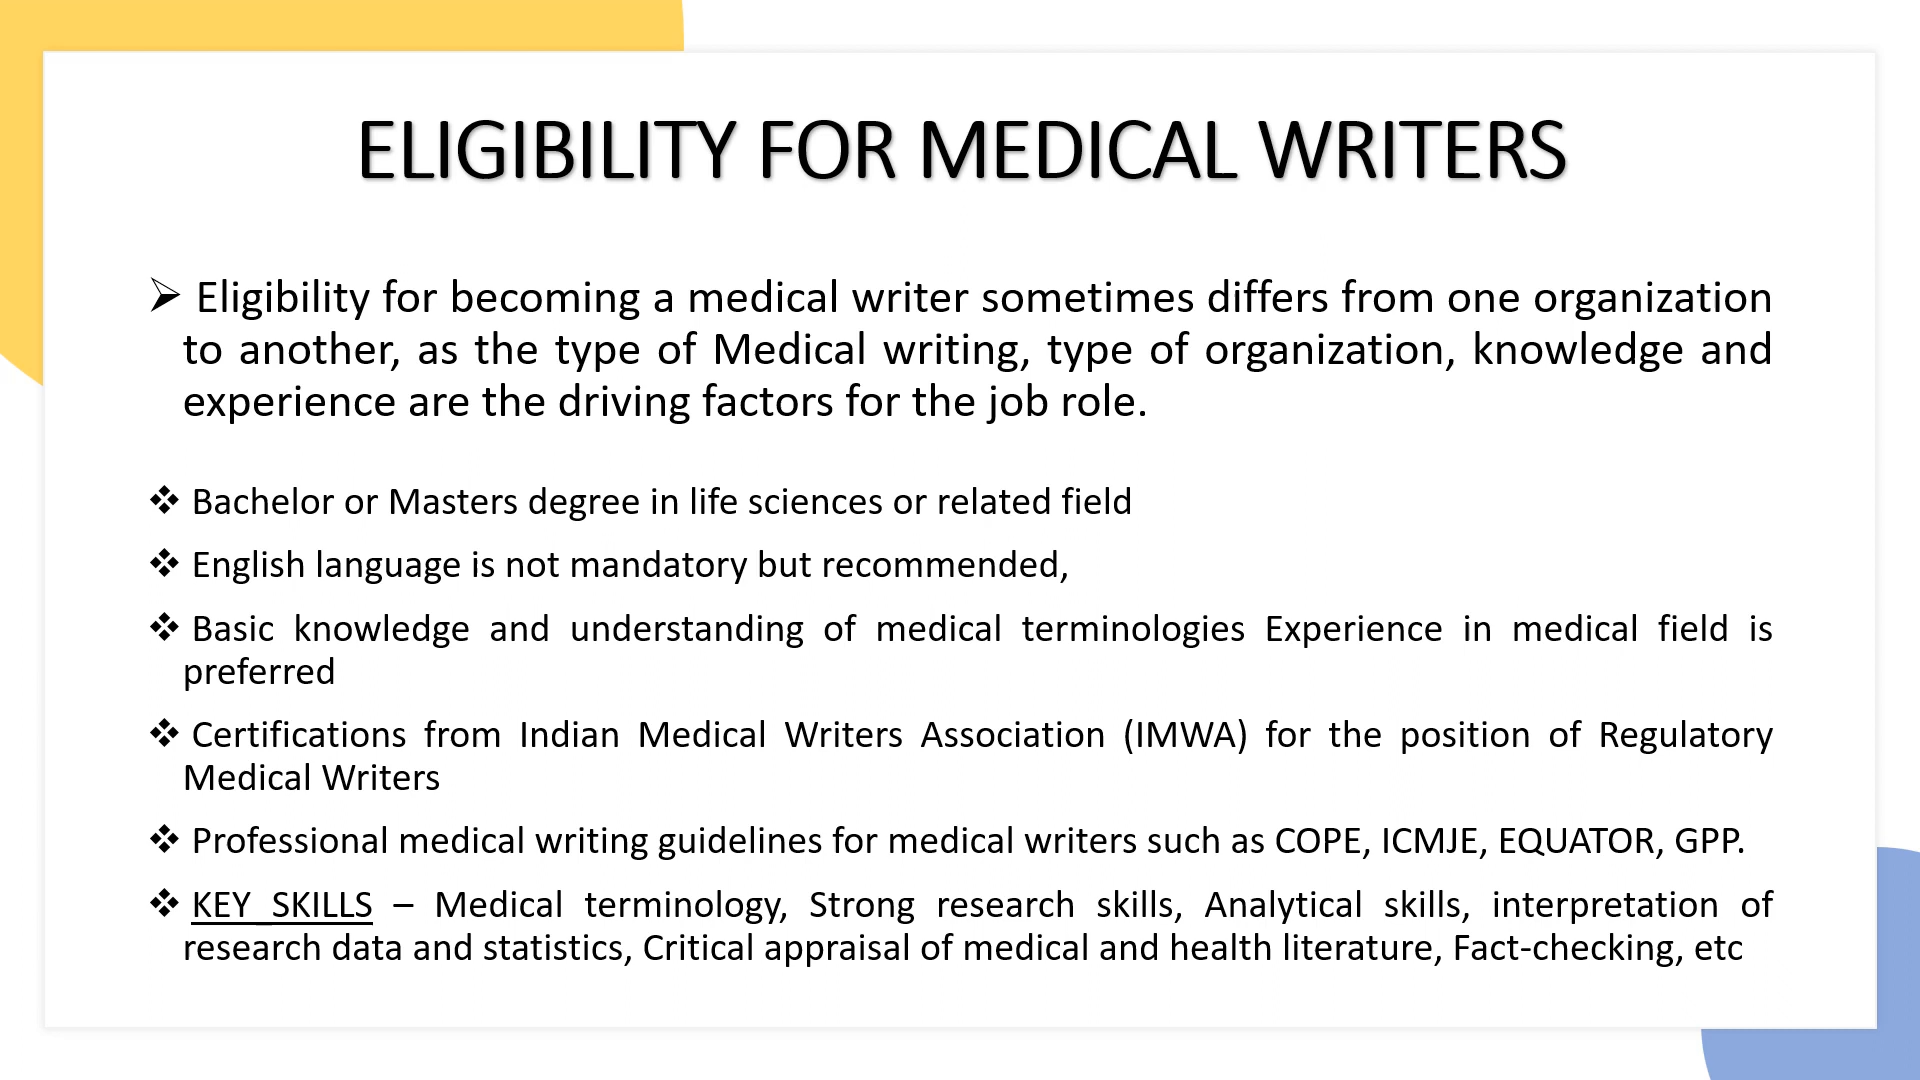 ELIGIBILITY FOR MEDICAL WRITERS
➢ Eligibility for becoming a medical writer sometimes differs from one organization
to another, as the type of Medical writing, type of organization, knowledge and
experience are the driving factors for the job role.
❖ Bachelor or Masters degree in life sciences or related field
❖ English language is not mandatory but recommended,
❖ Basic knowledge and understanding of medical terminologies Experience in medical field is
preferred
❖ Certifications from Indian Medical Writers Association (IMWA) for the position of Regulatory
Medical Writers
❖ Professional medical writing guidelines for medical writers such as COPE, ICMJE, EQUATOR, GPP.
❖ KEY SKILLS – Medical terminology, Strong research skills, Analytical skills, interpretation of
research data and statistics, Critical appraisal of medical and health literature, Fact-checking, etc